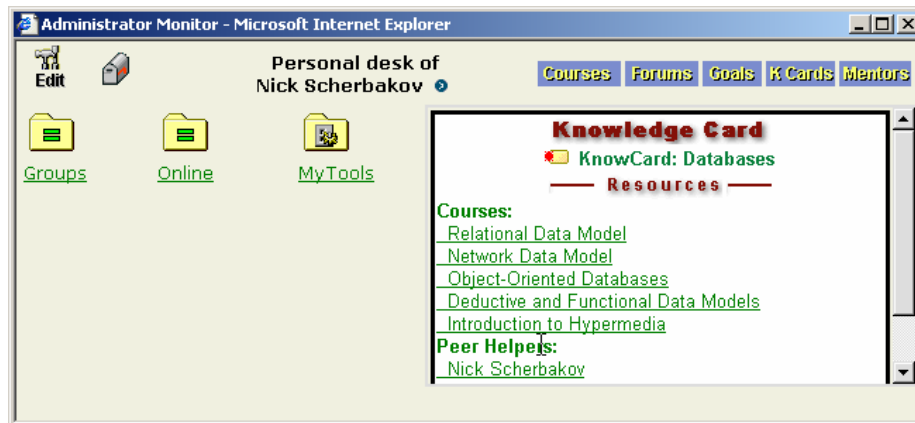 Administrator Monitor - Microsoft Internet Explorer
Edit
Personal desk of
Nick Scherbakov
Courses Forums Goals K Cards Mentors
Groups Online MyTools
Knowledge Card
KnowCard: Databases
Resources
Courses:
Relational Data Model
Network Data Model
Object-Oriented Databases
Deductive and Functional Data Models
Introduction to Hypermedia
Peer Helpers:
Nick Scherbakov